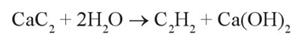 CaC₂ + 2H₂O → C₂H₂ + Ca(OH)₂